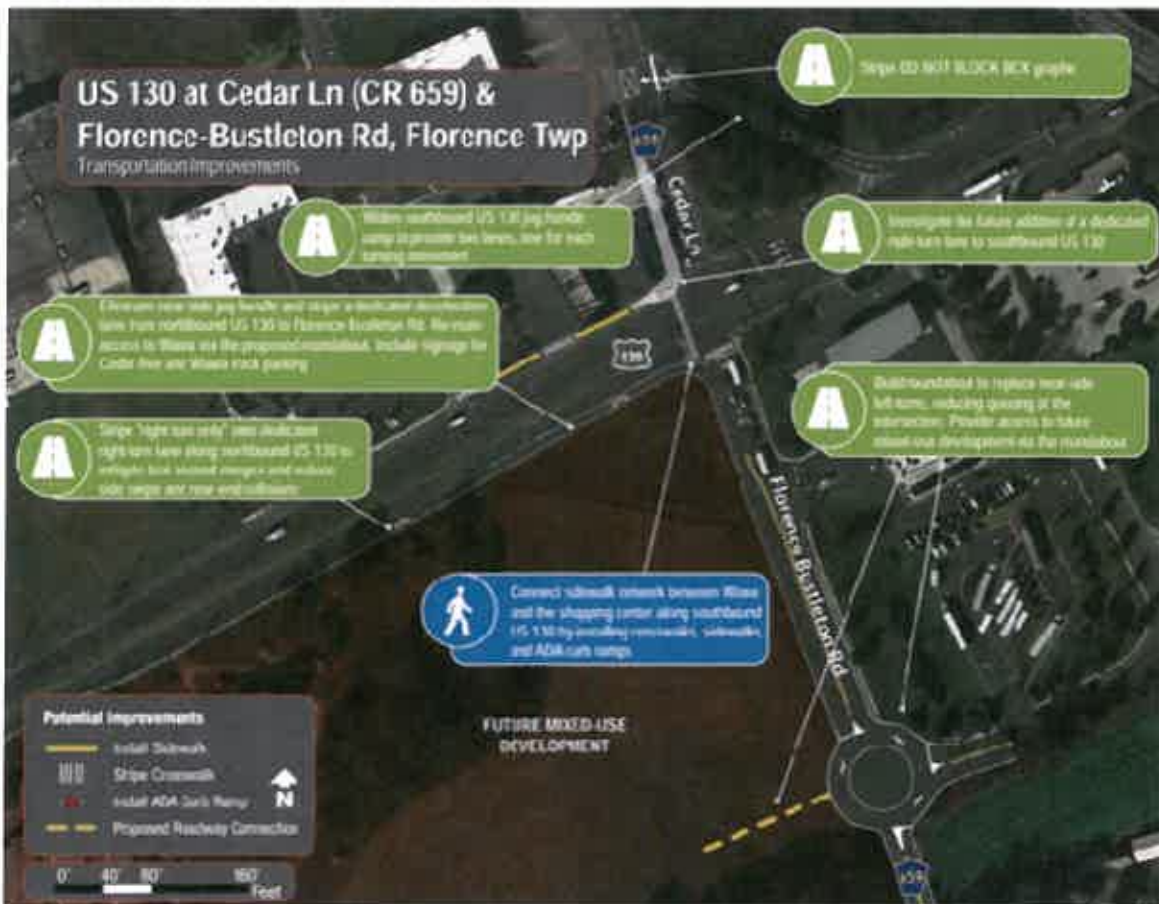 US 130 at Cedar Ln (CR 659) &
Florence-Bustleton Rd, Florence Twp
Transportation Improvements
Stripe DO NOT BLOCK BOX graphic
659
Cedar Ln
Widen southbound US 130 jug-handle
ramp to provide two lanes, one for each
turning movement
Investigate the future addition of a dedicated
right-turn lane to southbound US 130
Eliminate near-side jug-handle and stripe a dedicated
lane from northbound US 130 to Florence-Bustleton Rd. Re-route
access to Wawa via the proposed roundabout. Include signage for
and Wawa truck parking
130
Build roundabout to replace near-side
left-turns, reducing queuing at the
intersection. Provide access to future
mixed-use development via the roundabout
Stripe "right turn only" into dedicated
right-turn lane along northbound US 130 to
mitigate last second merges and reduce
side swipe and rear-end collisions
Florence Bustleton Rd
Connect sidewalk network between Wawa
and the shopping center along southbound
US 130 by installing crosswalks, sidewalks,
and ADA curb ramps
FUTURE MIXED-USE
DEVELOPMENT
Potential Improvements
Install Sidewalk
Stripe Crosswalk
Install ADA Curb Ramp
Proposed Roadway Connection
N
0' 40' 80' 160'
Feet
659